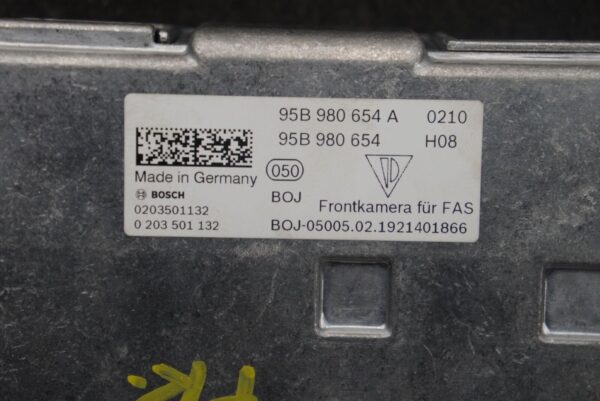 95B 980 654 A 0210
95B 980 654 H08
Made in Germany 050
BOSCH BOJ
0203501132 Frontkamera für FAS
0 203 501 132 BOJ-05005.02.1921401866